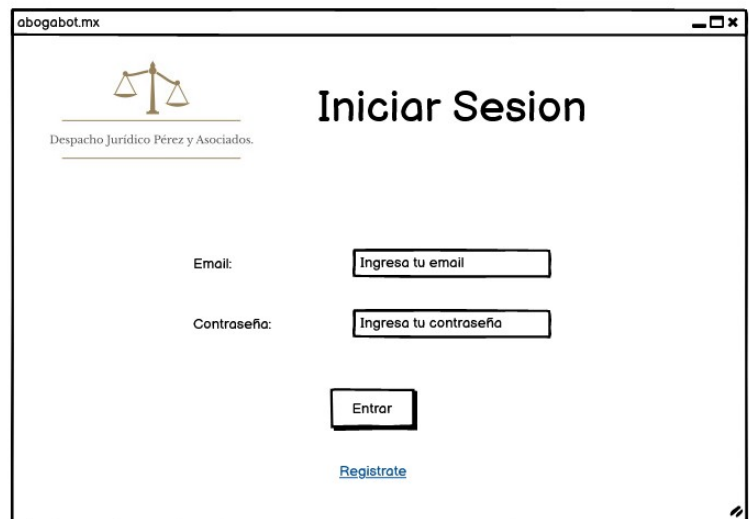 abogabot.mx
Iniciar Sesion
Despacho Jurídico Pérez y Asociados.
Email:
Ingresa tu email
Contraseña:
Ingresa tu contraseña
Entrar
Registrate